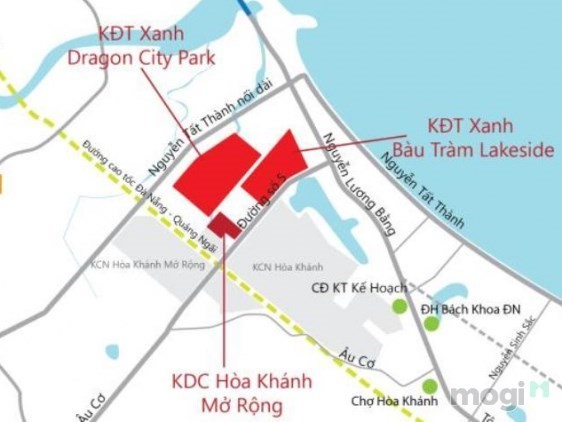 KĐT Xanh
Dragon City Park
Nguyễn Tất Thành nối dài
KĐT Xanh
Bàu Tràm Lakeside
Đường cao tốc Đà Nẵng - Quảng Ngãi
Đường số 5
Nguyễn Lương Bằng
Nguyễn Tất Thành
KCN Hòa Khánh Mở Rộng
KCN Hòa Khánh
CĐ KT Kế Hoạch
ĐH Bách Khoa ĐN
Nguyễn Sinh Sắc
Âu Cơ
KDC Hòa Khánh
Mở Rộng
Chợ Hòa Khánh
mogi
Âu Cơ